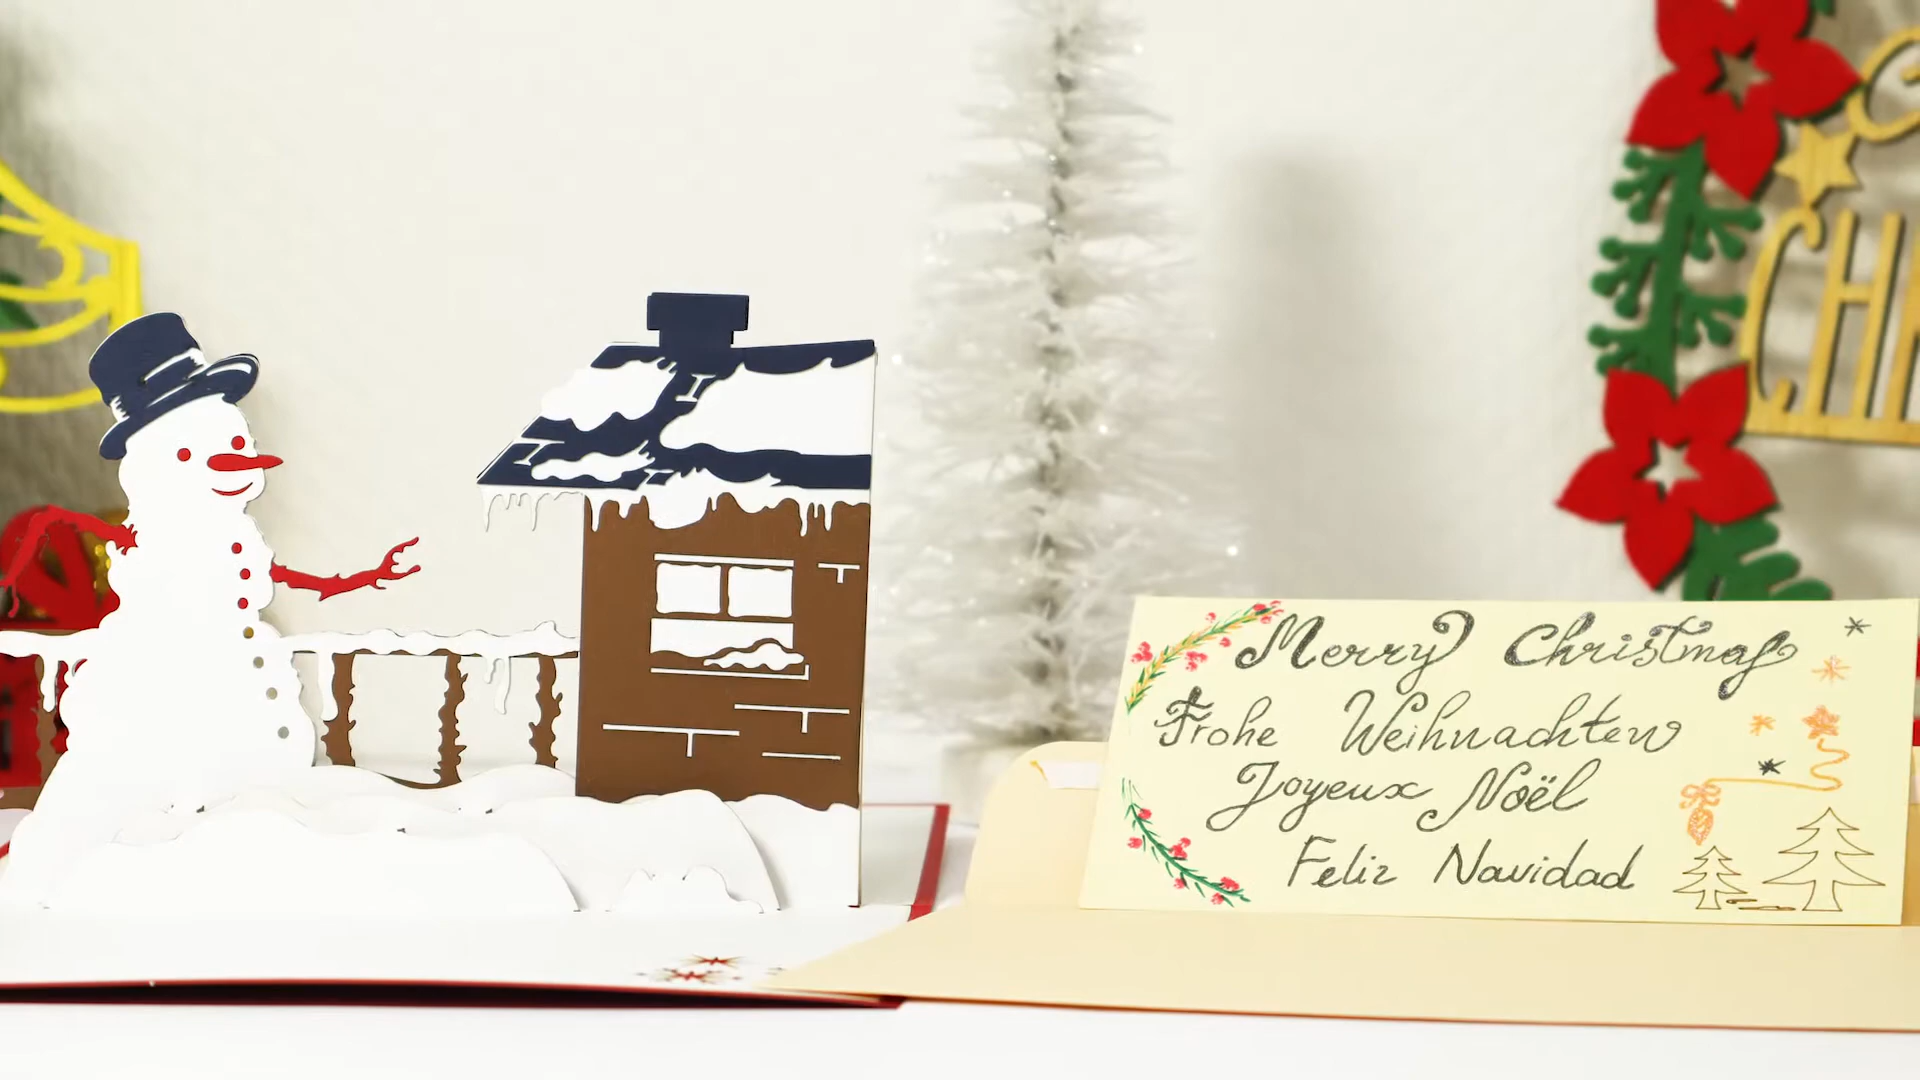 Merry Christmas
Frohe Weihnachten
Joyeux Noël
Feliz Navidad